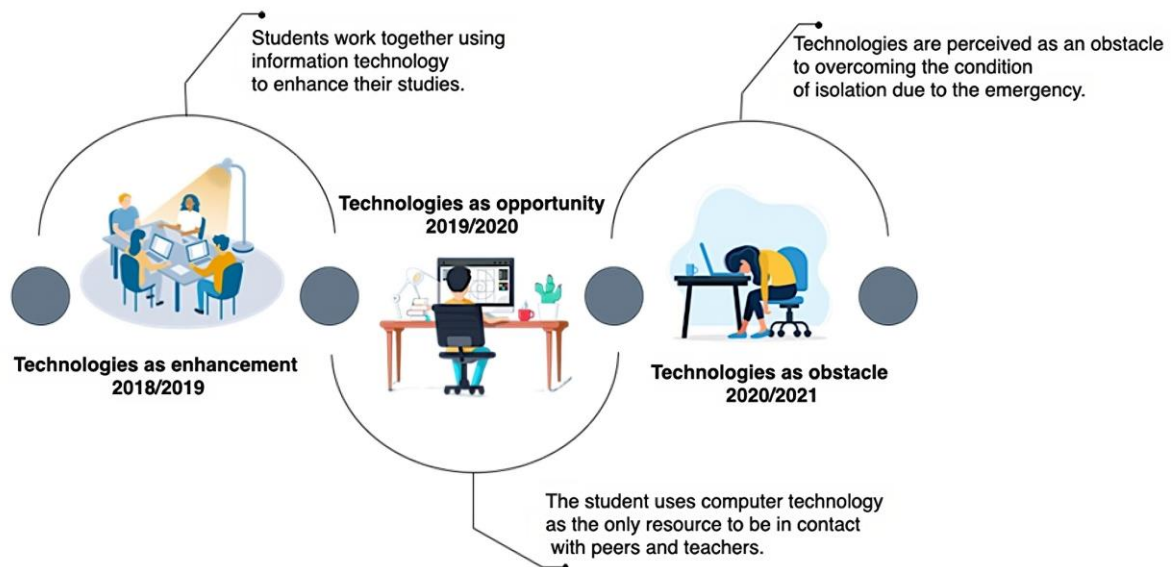 Students work together using
information technology
to enhance their studies.
Technologies are perceived as an obstacle
to overcoming the condition
of isolation due to the emergency.
Technologies as opportunity
2019/2020
Technologies as enhancement
2018/2019
Technologies as obstacle
2020/2021
The student uses computer technology
as the only resource to be in contact
with peers and teachers.